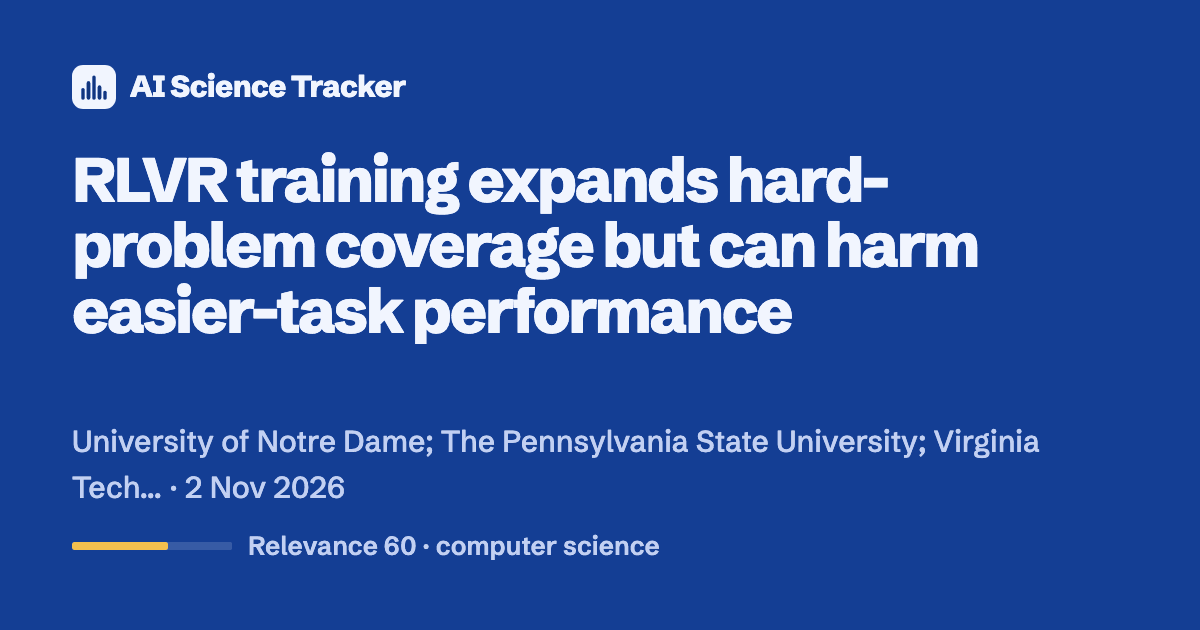 AI Science Tracker
RLVR training expands hard-
problem coverage but can harm
easier-task performance
University of Notre Dame; The Pennsylvania State University; Virginia
Tech... · 2 Nov 2026
Relevance 60 · computer science